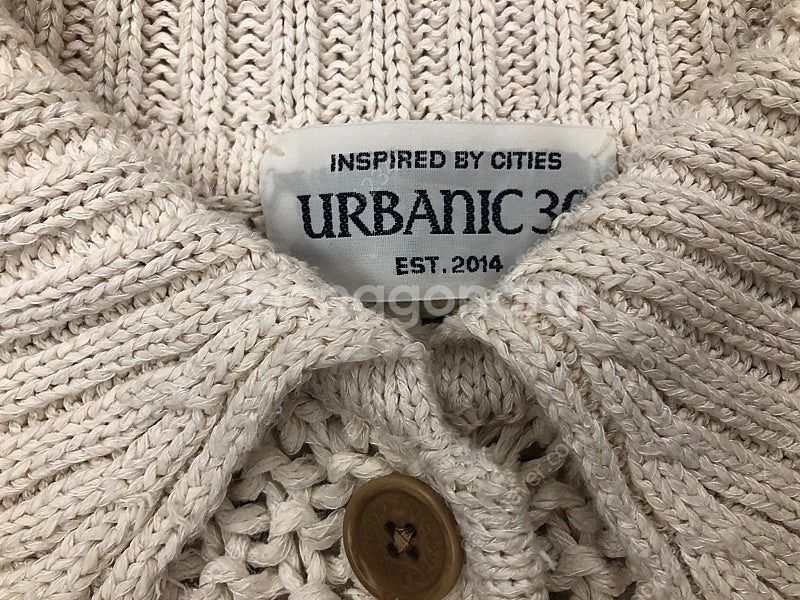 INSPIRED BY CITIES
URBANIC 30
EST. 2014